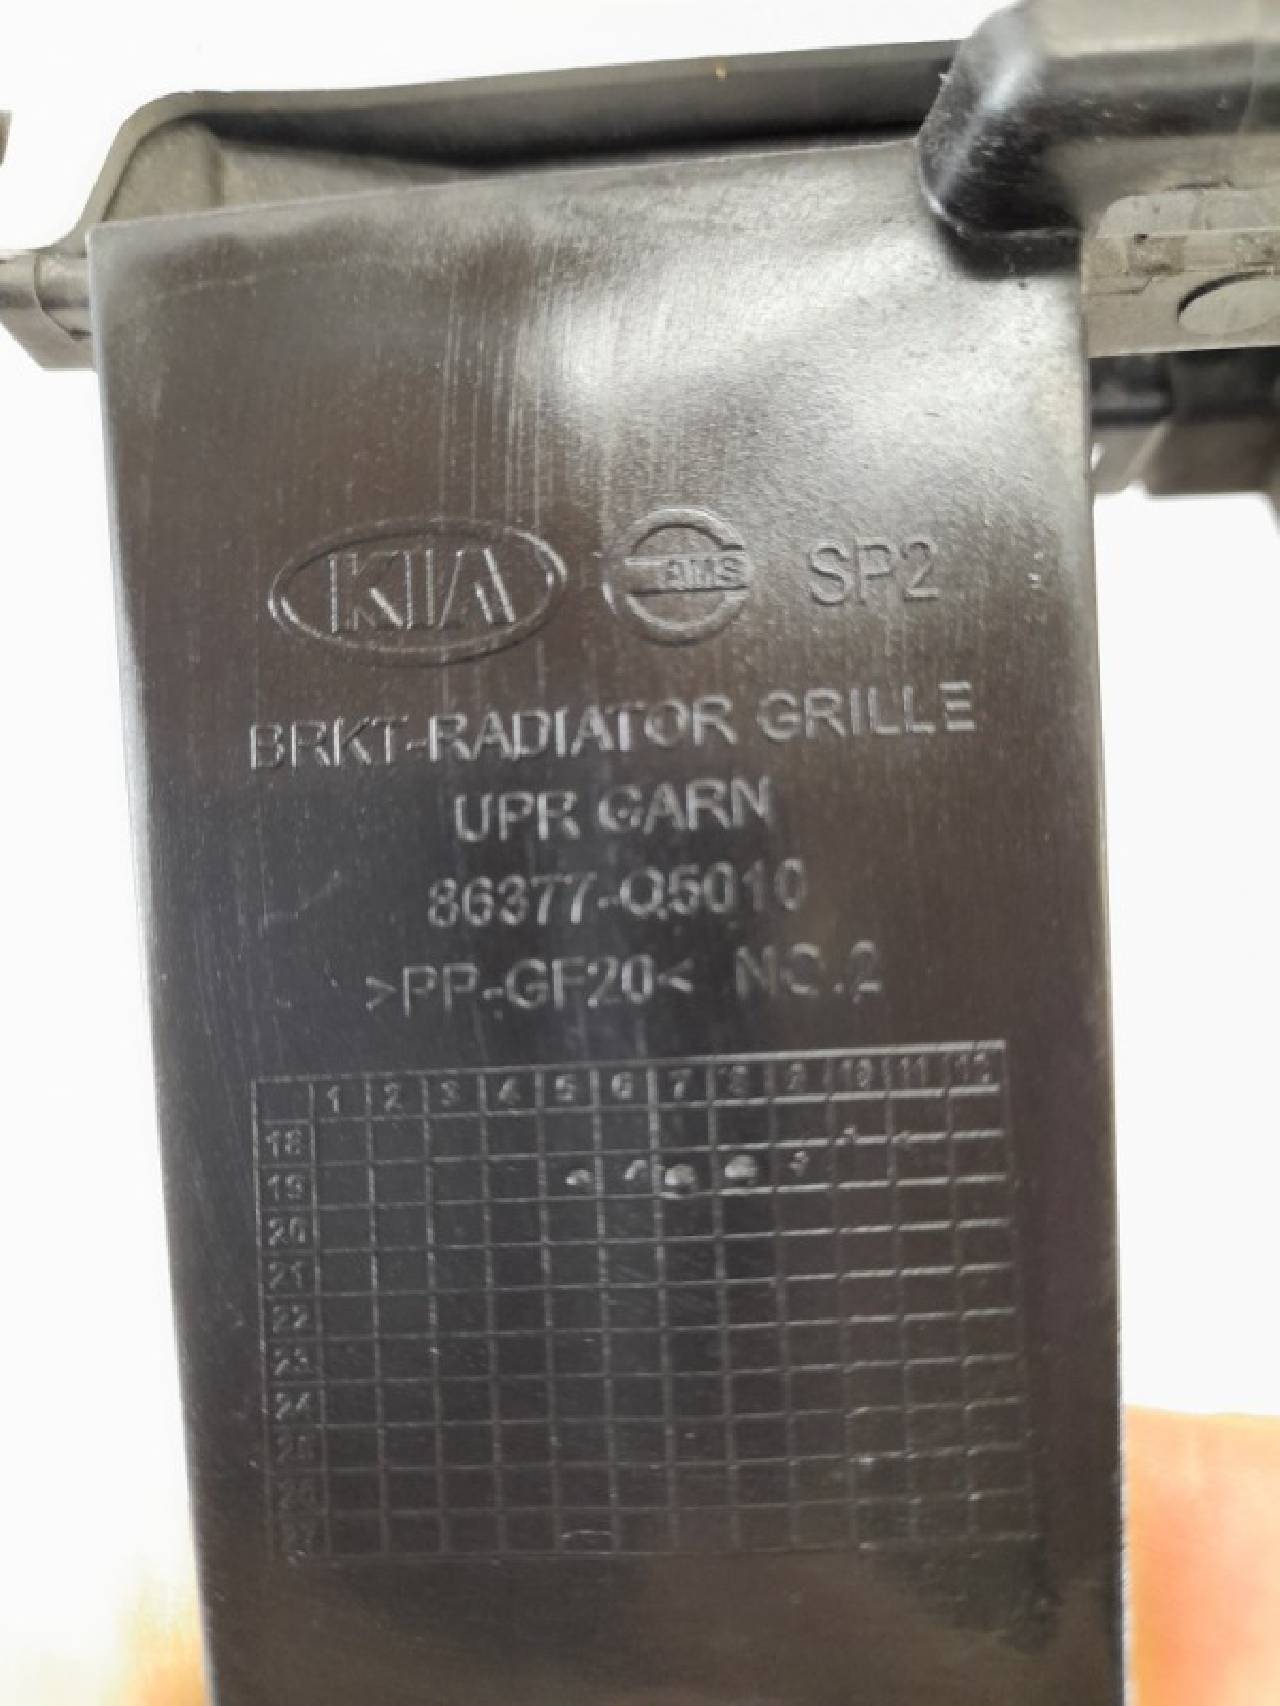 KIA AMS SP2
BRKT-RADIATOR GRILLE
UPR GARN
86377-Q5010
>PP-GF20< NO.2
1 2 3 4 5 6 7 8 9 10 11 12
18
19
20
21
22
23
24
25
26
27